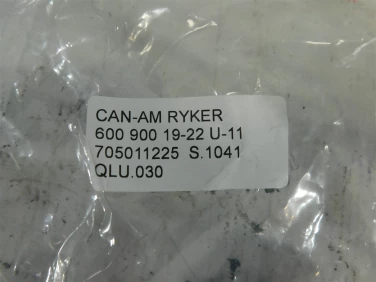 CAN-AM RYKER
600 900 19-22 U-11
705011225 S.1041
QLU.030